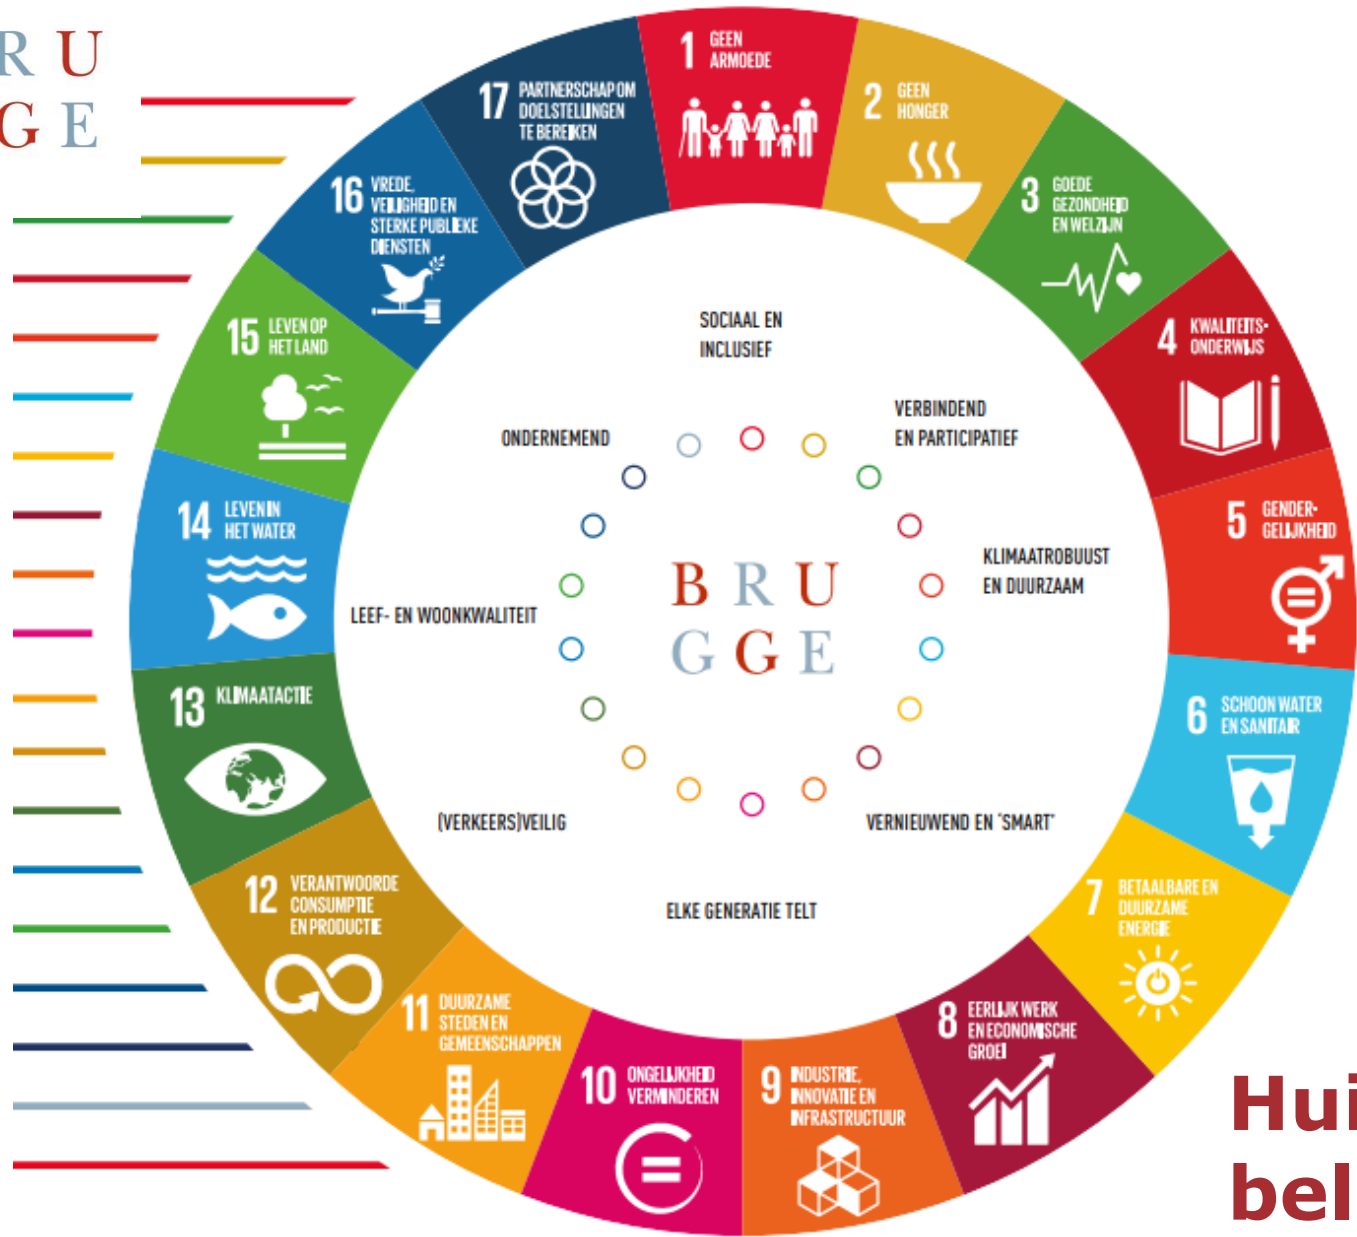 R U
G E
1 GEEN
ARMOEDE
2 GEEN
HONGER
3 GOEDE
GEZONDHEID
EN WELZIJN
4 KWALITEITS-
ONDERWIJS
5 GENDER-
GELIJKHEID
6 SCHOON WATER
EN SANITAIR
7 BETAALBARE EN
DUURZAME
ENERGIE
8 EERLIJK WERK
EN ECONOMISCHE
GROEI
9 INDUSTRIE,
INNOVATIE EN
INFRASTRUCTUUR
10 ONGELIJKHEID
VERMINDEREN
11 DUURZAME
STEDEN EN
GEMEENSCHAPPEN
12 VERANTWOORDE
CONSUMPTIE
EN PRODUCTIE
13 KLIMAATACTIE
14 LEVEN IN
HET WATER
15 LEVEN OP
HET LAND
16 VREDE,
VEILIGHEID EN
STERKE PUBLIEKE
DIENSTEN
17 PARTNERSCHAP OM
DOELSTELLINGEN
TE BEREIKEN
SOCIAAL EN
INCLUSIEF
VERBINDEND
EN PARTICIPATIEF
KLIMAATROBUUST
EN DUURZAAM
VERNIEUWEND EN 'SMART'
ELKE GENERATIE TELT
(VERKEERS)VEILIG
LEEF- EN WOONKWALITEIT
ONDERNEMEND
B R U
G G E
Hui
bel